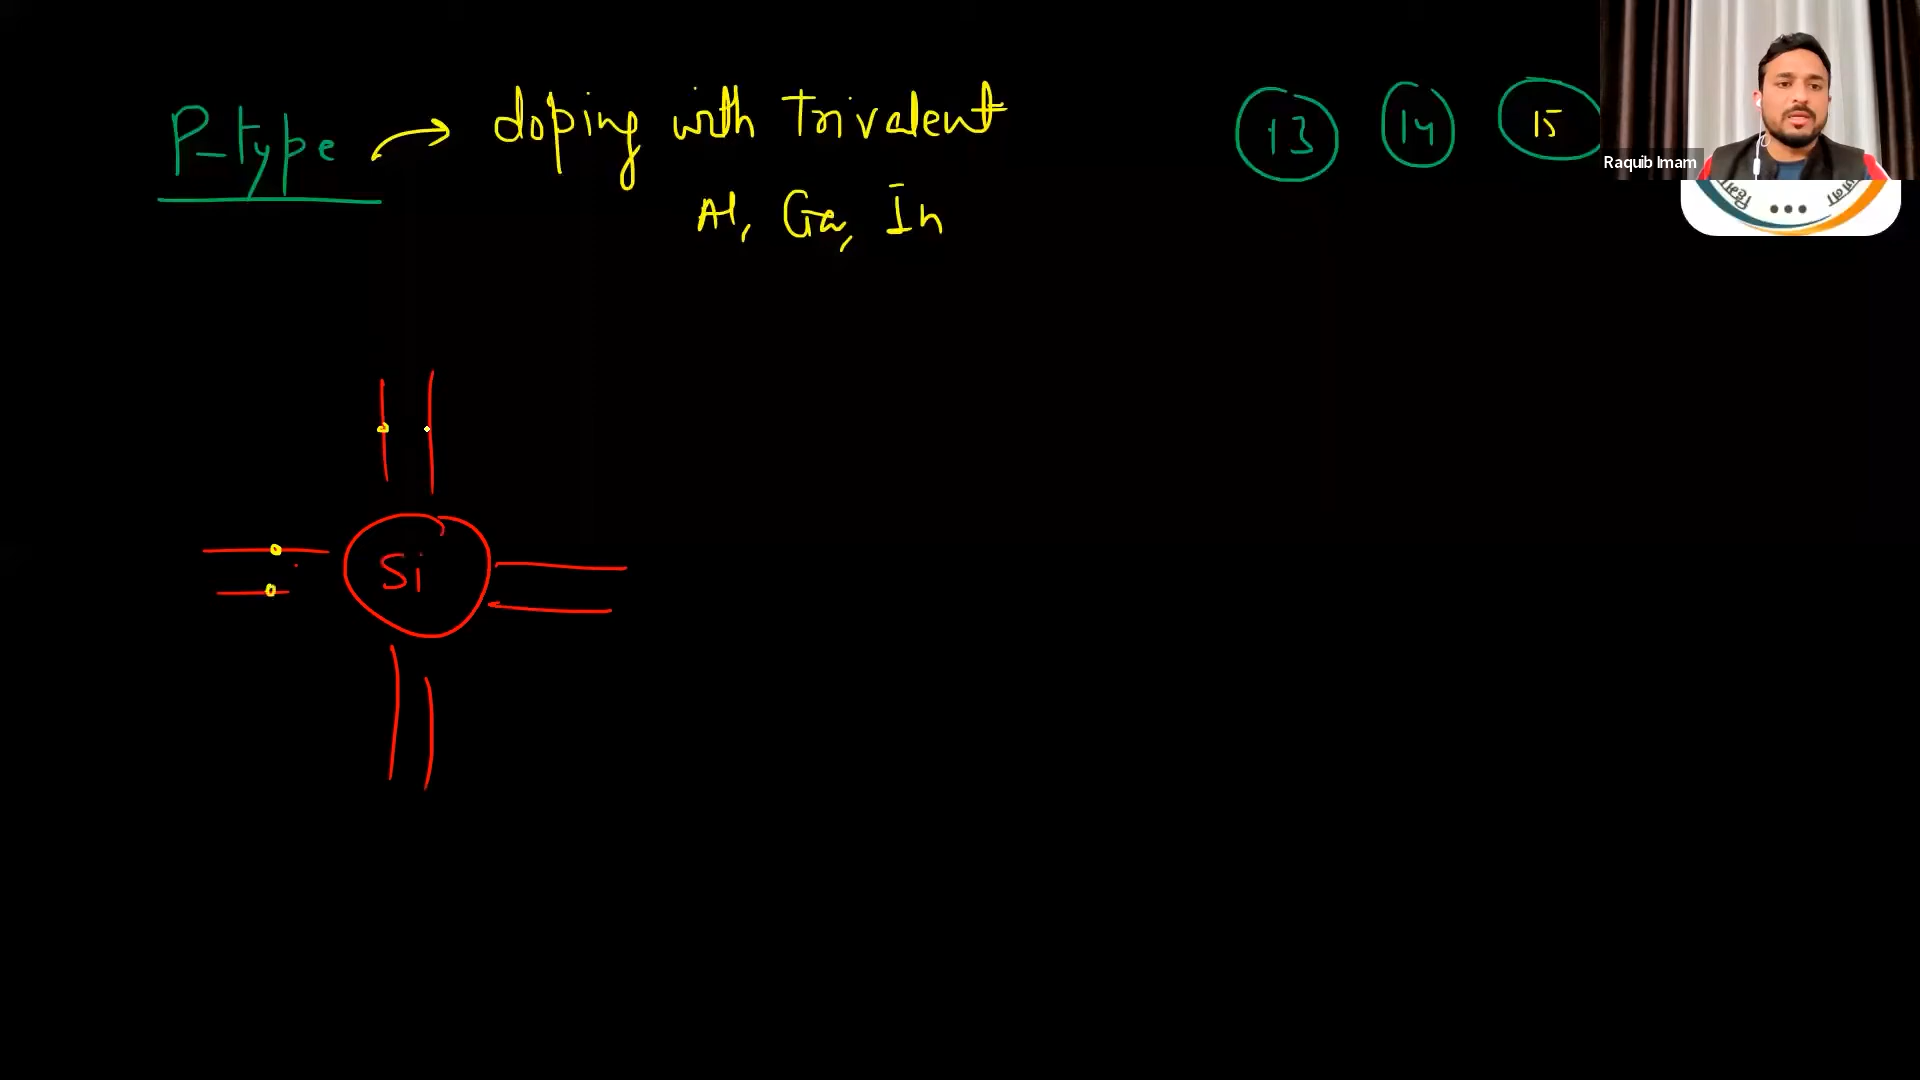 P-type → doping with Trivalent
Al, Ga, In
13 14 15
Raquib Imam
Si